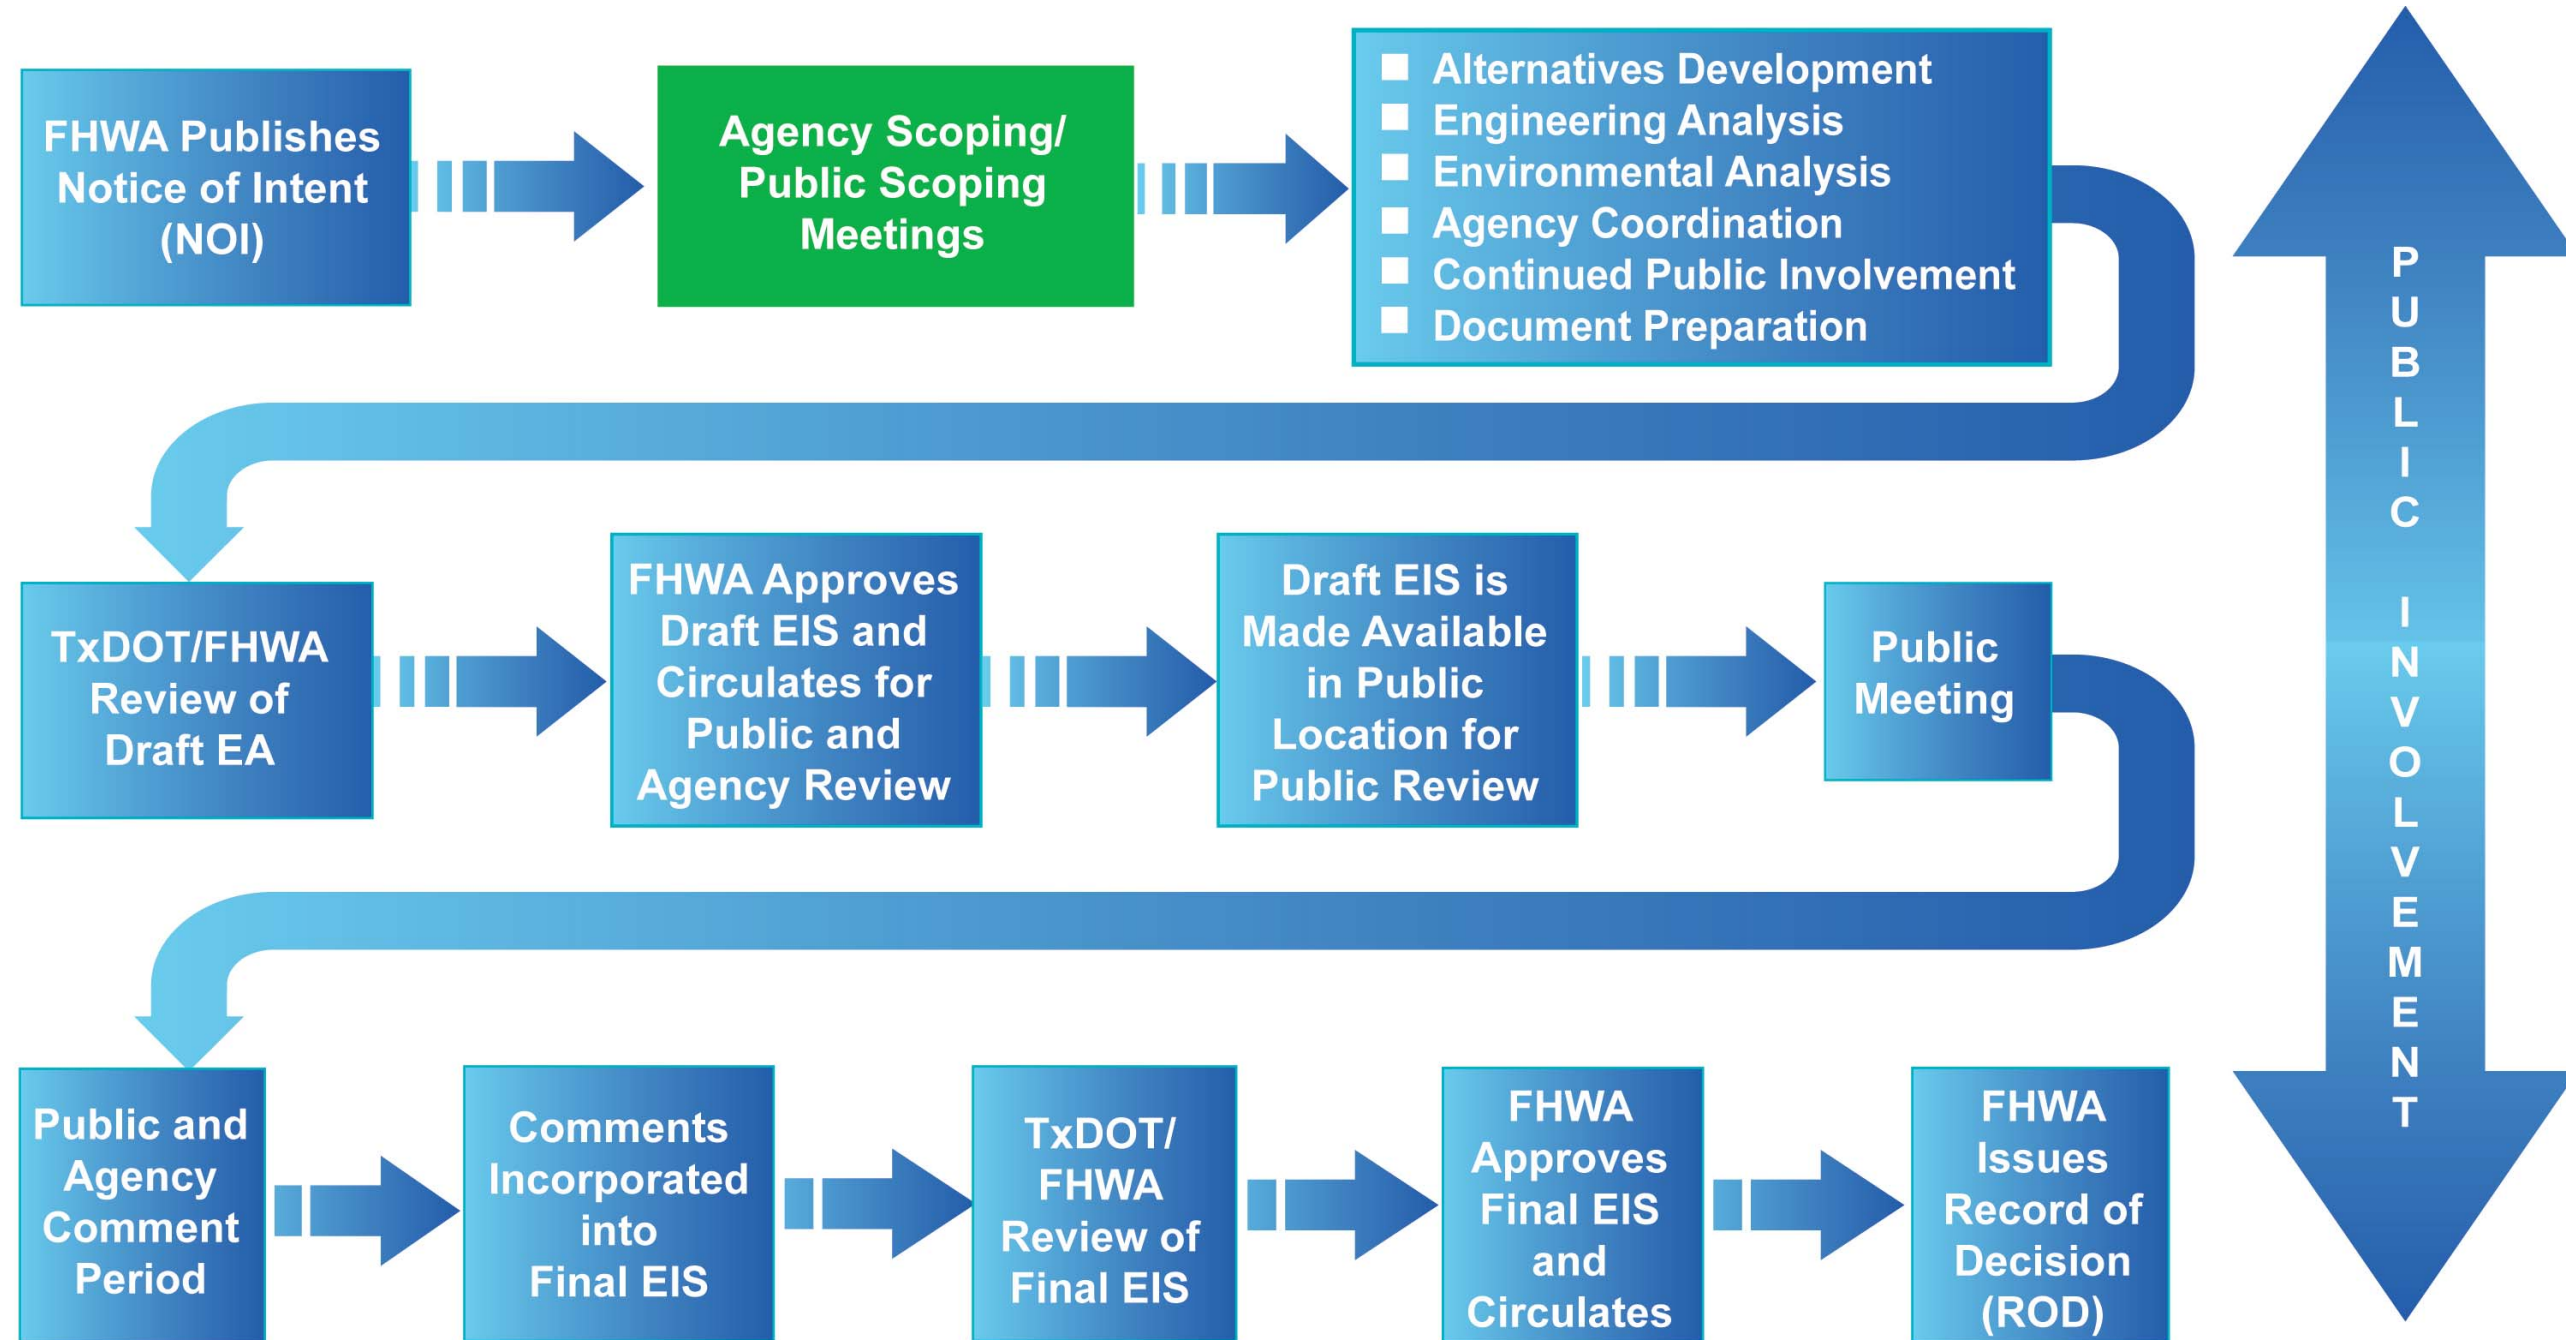 FHWA Publishes
Notice of Intent
(NOI)
Agency Scoping/
Public Scoping
Meetings
Alternatives Development
Engineering Analysis
Environmental Analysis
Agency Coordination
Continued Public Involvement
Document Preparation
TxDOT/FHWA
Review of
Draft EA
FHWA Approves
Draft EIS and
Circulates for
Public and
Agency Review
Draft EIS is
Made Available
in Public
Location for
Public Review
Public
Meeting
Public and
Agency
Comment
Period
Comments
Incorporated
into
Final EIS
TxDOT/
FHWA
Review of
Final EIS
FHWA
Approves
Final EIS
and
Circulates
FHWA
Issues
Record of
Decision
(ROD)
PUBLIC INVOLVEMENT